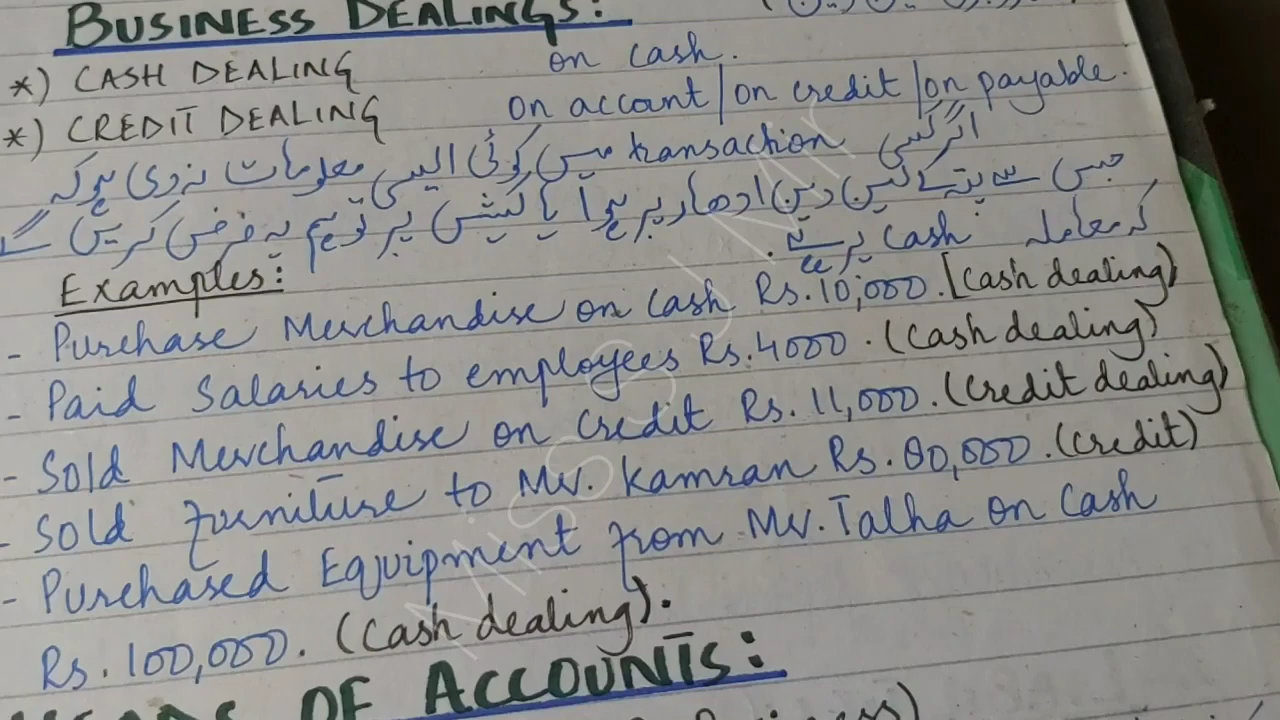 BUSINESS DEALINGS:
*) CASH DEALING on cash.
*) CREDIT DEALING on account/on credit/on payable.
اگر کسی transaction میں کوئی ایسی معلومات نہ دی ہو کہ
جس سے پتہ لگے لین دین ادھار پر ہوا یا کیش پر تو ہم یہ فرض کریں گے
کہ معاملہ cash پر ہے.
Examples:
- Purchase Merchandise on Cash Rs. 10,000. [Cash dealing)
- Paid Salaries to employees Rs. 4000. (Cash dealing)
- Sold Merchandise on Credit Rs. 11,000. (Credit dealing)
- Sold furniture to Mr. Kamran Rs. 80,000. (Credit)
- Purchased Equipment from Mr. Talha on Cash
Rs. 100,000. (Cash dealing).
OF ACCOUNTS: